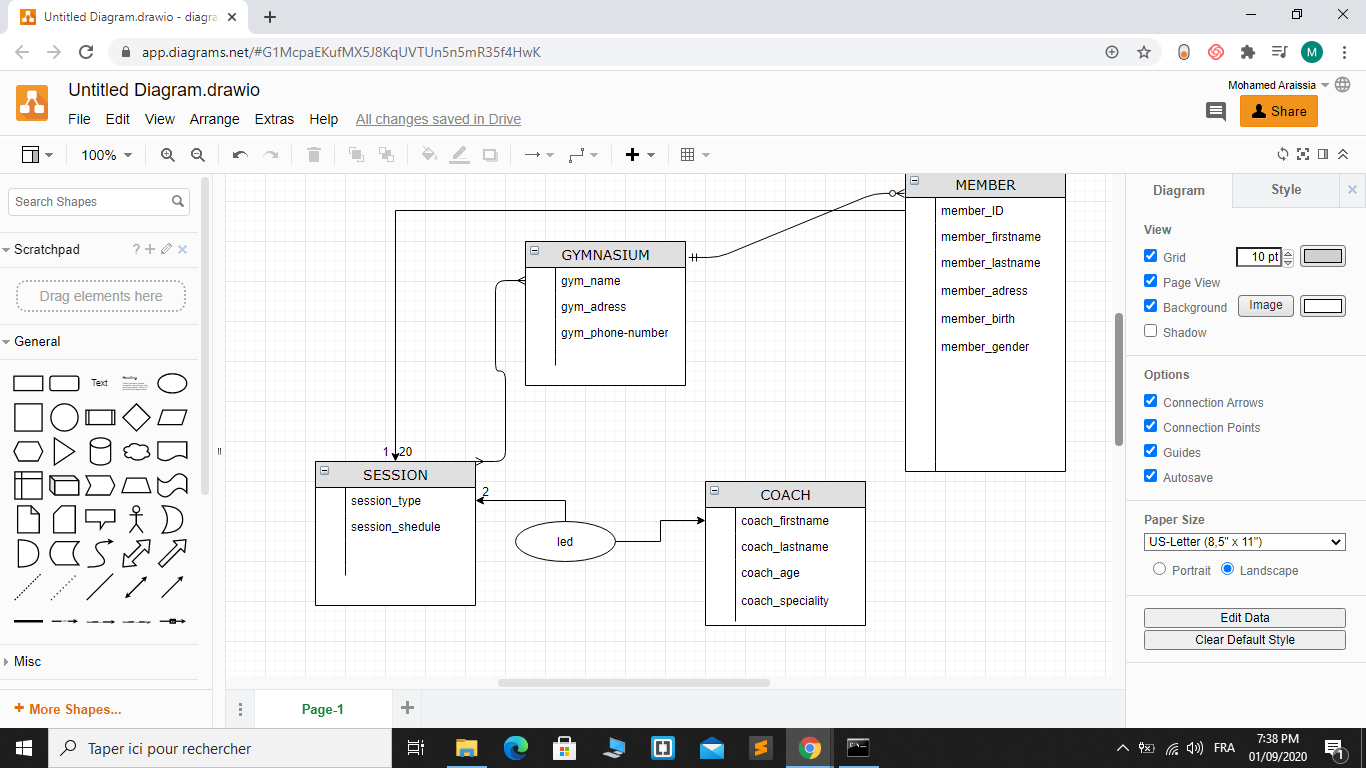 Untitled Diagram.drawio - diagra
app.diagrams.net/#G1McpaEKufMX5J8KqUVTUn5n5mR35f4HwK
M
Untitled Diagram.drawio
Mohamed Araissia
File Edit View Arrange Extras Help All changes saved in Drive
Share
100%
Search Shapes
Scratchpad
?
Drag elements here
General
Text
Heading
Misc
+ More Shapes...
MEMBER
member_ID
member_firstname
member_lastname
member_adress
member_birth
member_gender
GYMNASIUM
gym_name
gym_adress
gym_phone-number
1 20
SESSION
session_type
session_shedule
2
led
COACH
coach_firstname
coach_lastname
coach_age
coach_speciality
Page-1
Diagram Style
View
Grid 10 pt
Page View
Background Image
Shadow
Options
Connection Arrows
Connection Points
Guides
Autosave
Paper Size
US-Letter (8,5" x 11")
Portrait Landscape
Edit Data
Clear Default Style
Taper ici pour rechercher
FRA
7:38 PM
01/09/2020
1